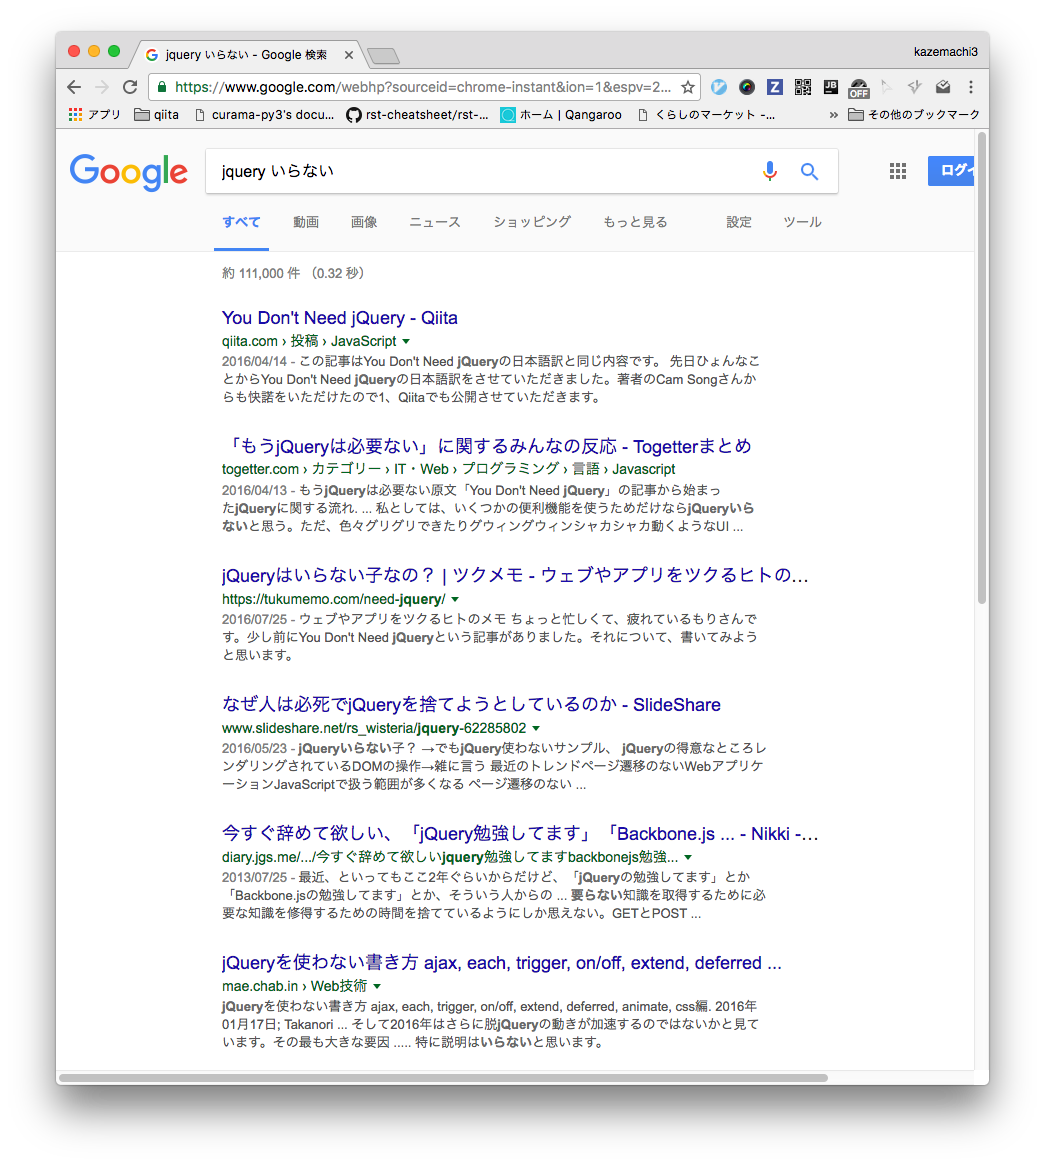 jquery いらない - Google 検索
kazemachi3
https://www.google.com/webhp?sourceid=chrome-instant&ion=1&espv=2...
Z
JB
OFF
アプリ
qiita
curama-py3's docu...
rst-cheatsheet/rst-...
ホーム | Qangaroo
くらしのマーケット -...
»
その他のブックマーク
Google
jquery いらない
ログイ
すべて
動画
画像
ニュース
ショッピング
もっと見る
設定
ツール
約 111,000 件 （0.32 秒）
You Don't Need jQuery - Qiita
qiita.com › 投稿 › JavaScript
2016/04/14 - この記事はYou Don't Need jQueryの日本語訳と同じ内容です。 先日ひょんなこ
とからYou Don't Need jQueryの日本語訳をさせていただきました。著者のCam Songさんか
らも快諾をいただけたので1、Qiitaでも公開させていただきます。
「もうjQueryは必要ない」に関するみんなの反応 - Togetterまとめ
togetter.com › カテゴリー › IT・Web › プログラミング › 言語 › Javascript
2016/04/13 - もうjQueryは必要ない原文「You Don't Need jQuery」の記事から始まっ
たjQueryに関する流れ. ... 私としては、いくつかの便利機能を使うためだけならjQueryいら
ないと思う。ただ、色々グリグリできたりグウィングウィンシャカシャカ動くようなUI ...
jQueryはいらない子なの？ | ツクメモ - ウェブやアプリをツクるヒトの...
https://tukumemo.com/need-jquery/
2016/07/25 - ウェブやアプリをツクるヒトのメモ ちょっと忙しくて、疲れているもりさんで
す。少し前にYou Don't Need jQueryという記事がありました。それについて、書いてみよう
と思います。
なぜ人は必死でjQueryを捨てようとしているのか - SlideShare
www.slideshare.net/rs_wisteria/jquery-62285802
2016/05/23 - jQueryいらない子？ →でもjQuery使わないサンプル、 jQueryの得意なところレ
ンダリングされているDOMの操作→雑に言う 最近のトレンドページ遷移のないWebアプリケ
ーションJavaScriptで扱う範囲が多くなる ページ遷移のない ...
今すぐ辞めて欲しい、「jQuery勉強してます」「Backbone.js ... - Nikki -...
diary.jgs.me/.../今すぐ辞めて欲しいjquery勉強してますbackbonejs勉強...
2013/07/25 - 最近、といってもここ2年ぐらいからだけど、「jQueryの勉強してます」とか
「Backbone.jsの勉強してます」とか、そういう人からの ... 要らない知識を取得するために必
要な知識を修得するための時間を捨てているようにしか思えない。GETとPOST ...
jQueryを使わない書き方 ajax, each, trigger, on/off, extend, deferred ...
mae.chab.in › Web技術
jQueryを使わない書き方 ajax, each, trigger, on/off, extend, deferred, animate, css編. 2016年
01月17日; Takanori ... そして2016年はさらに脱jQueryの動きが加速するのではないかと見て
います。その最も大きな要因 ..... 特に説明はいらないと思います。